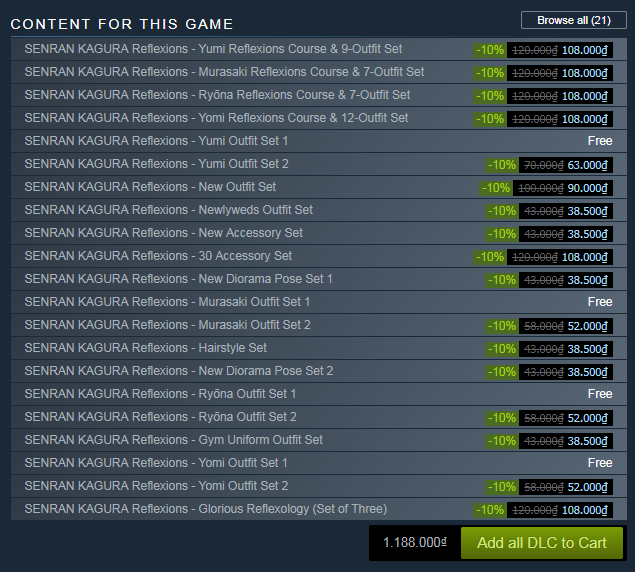 CONTENT FOR THIS GAME Browse all (21)
SENRAN KAGURA Reflexions - Yumi Reflexions Course & 9-Outfit Set -10% 120.000₫ 108.000₫
SENRAN KAGURA Reflexions - Murasaki Reflexions Course & 7-Outfit Set -10% 120.000₫ 108.000₫
SENRAN KAGURA Reflexions - Ryōna Reflexions Course & 7-Outfit Set -10% 120.000₫ 108.000₫
SENRAN KAGURA Reflexions - Yomi Reflexions Course & 12-Outfit Set -10% 120.000₫ 108.000₫
SENRAN KAGURA Reflexions - Yumi Outfit Set 1 Free
SENRAN KAGURA Reflexions - Yumi Outfit Set 2 -10% 70.000₫ 63.000₫
SENRAN KAGURA Reflexions - New Outfit Set -10% 100.000₫ 90.000₫
SENRAN KAGURA Reflexions - Newlyweds Outfit Set -10% 43.000₫ 38.500₫
SENRAN KAGURA Reflexions - New Accessory Set -10% 43.000₫ 38.500₫
SENRAN KAGURA Reflexions - 30 Accessory Set -10% 120.000₫ 108.000₫
SENRAN KAGURA Reflexions - New Diorama Pose Set 1 -10% 43.000₫ 38.500₫
SENRAN KAGURA Reflexions - Murasaki Outfit Set 1 Free
SENRAN KAGURA Reflexions - Murasaki Outfit Set 2 -10% 58.000₫ 52.000₫
SENRAN KAGURA Reflexions - Hairstyle Set -10% 43.000₫ 38.500₫
SENRAN KAGURA Reflexions - New Diorama Pose Set 2 -10% 43.000₫ 38.500₫
SENRAN KAGURA Reflexions - Ryōna Outfit Set 1 Free
SENRAN KAGURA Reflexions - Ryōna Outfit Set 2 -10% 58.000₫ 52.000₫
SENRAN KAGURA Reflexions - Gym Uniform Outfit Set -10% 43.000₫ 38.500₫
SENRAN KAGURA Reflexions - Yomi Outfit Set 1 Free
SENRAN KAGURA Reflexions - Yomi Outfit Set 2 -10% 58.000₫ 52.000₫
SENRAN KAGURA Reflexions - Glorious Reflexology (Set of Three) -10% 120.000₫ 108.000₫
1.188.000₫ Add all DLC to Cart